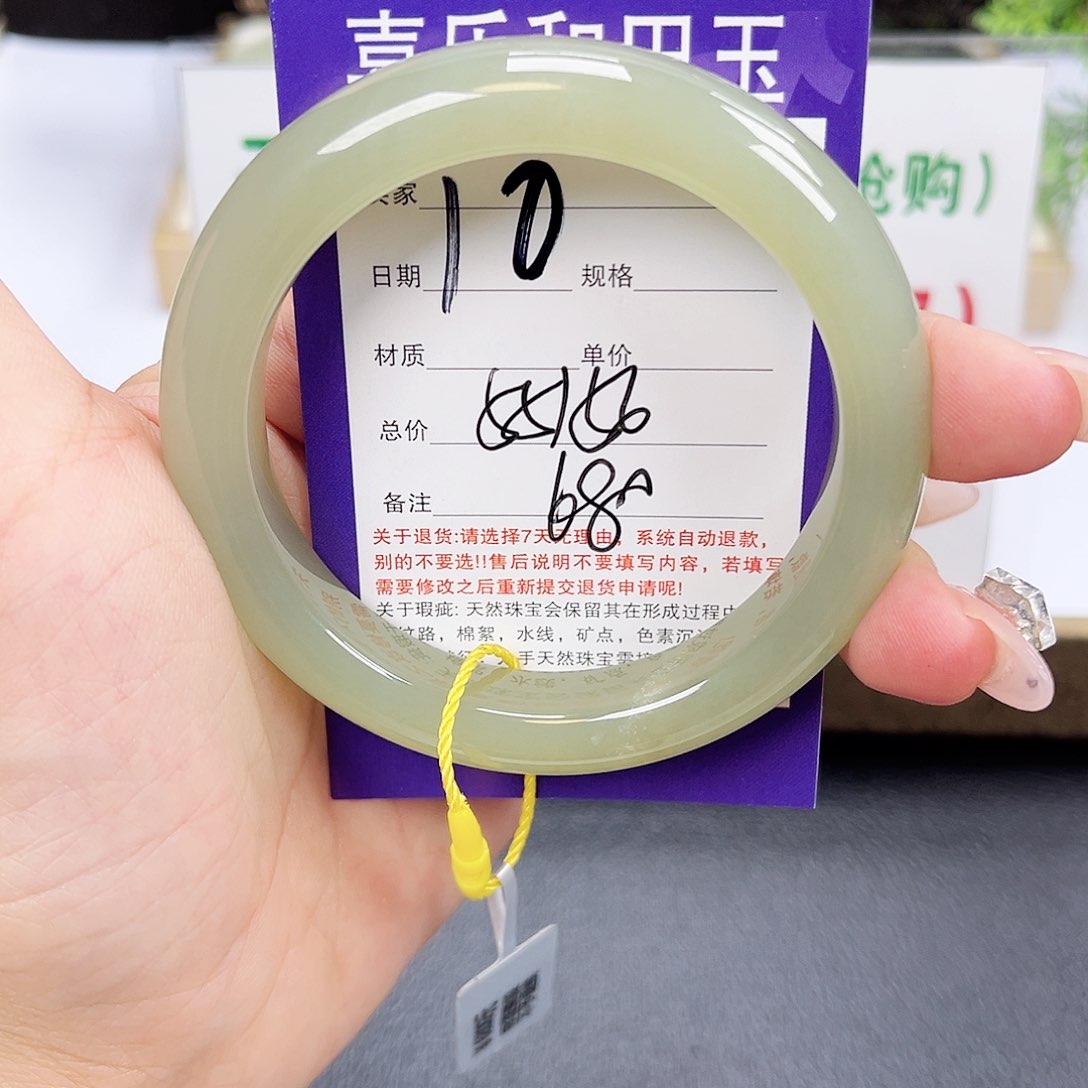 喜乐和田玉
抢购）
家
10
日期 规格
材质 单价
总价
备注
680
关于退货:请选择7天无理由，系统自动退款，
别的不要选!!售后说明不要填写内容，若填写
需要修改之后重新提交退货申请呢!
关于瑕疵: 天然珠宝会保留其在形成过程中
纹路，棉絮，水线，矿点，色素沉
手天然珠宝需